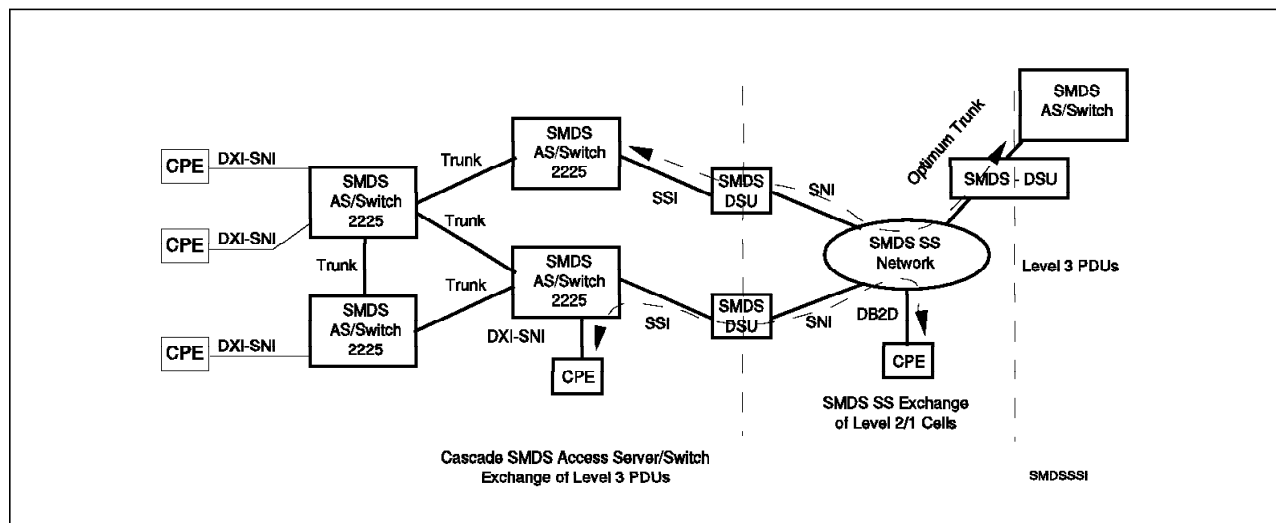 SMDS
AS/Switch
Optimum Trunk
SMDS - DSU
Level 3 PDUs
CPE
DXI-SNI
CPE
DXI-SNI
CPE
DXI-SNI
SMDS
AS/Switch
2225
Trunk
SMDS
AS/Switch
2225
Trunk
Trunk
Trunk
SMDS
AS/Switch
2225
SMDS
AS/Switch
2225
DXI-SNI
CPE
SSI
SSI
SMDS
DSU
SMDS
DSU
SNI
SNI
SMDS SS
Network
DB2D
CPE
SMDS SS Exchange
of Level 2/1 Cells
Cascade SMDS Access Server/Switch
Exchange of Level 3 PDUs
SMDSSSI